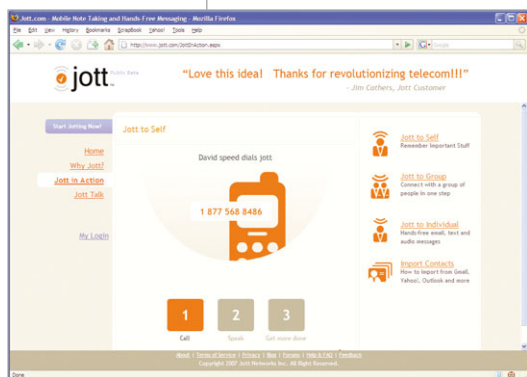 Jott.com - Mobile Note Taking and Hands-Free Messaging - Mozilla Firefox
File Edit View History Bookmarks ScrapBook Yahoo! Tools Help
http://www.jott.com/JottInAction.aspx
Google
jott Public Beta
"Love this idea! Thanks for revolutionizing telecom!!!"
- Jim Cathers, Jott Customer
Start Jotting Now!
Home
Why Jott?
Jott in Action
Jott Talk
My Login
Jott to Self
David speed dials jott
1 877 568 8486
1
2
3
Call
Speak
Get more done
Jott to Self
Remember Important Stuff
Jott to Group
Connect with a group of
people in one step
Jott to Individual
Hands-free email, text and
audio messages
Import Contacts
How to import from Gmail,
Yahoo!, Outlook and more
About | Terms of Service | Privacy | Blog | Forums | Help & FAQ | Feedback
Copyright 2007 Jott Networks Inc. All Right Reserved.
Done